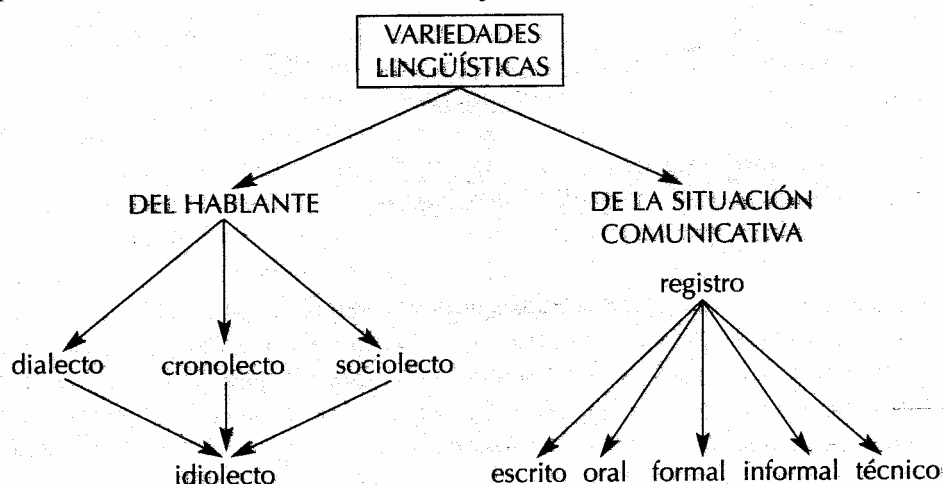 VARIEDADES
LINGÜÍSTICAS
DEL HABLANTE
DE LA SITUACIÓN
COMUNICATIVA
registro
dialecto cronolecto sociolecto
idiolecto
escrito oral formal informal técnico